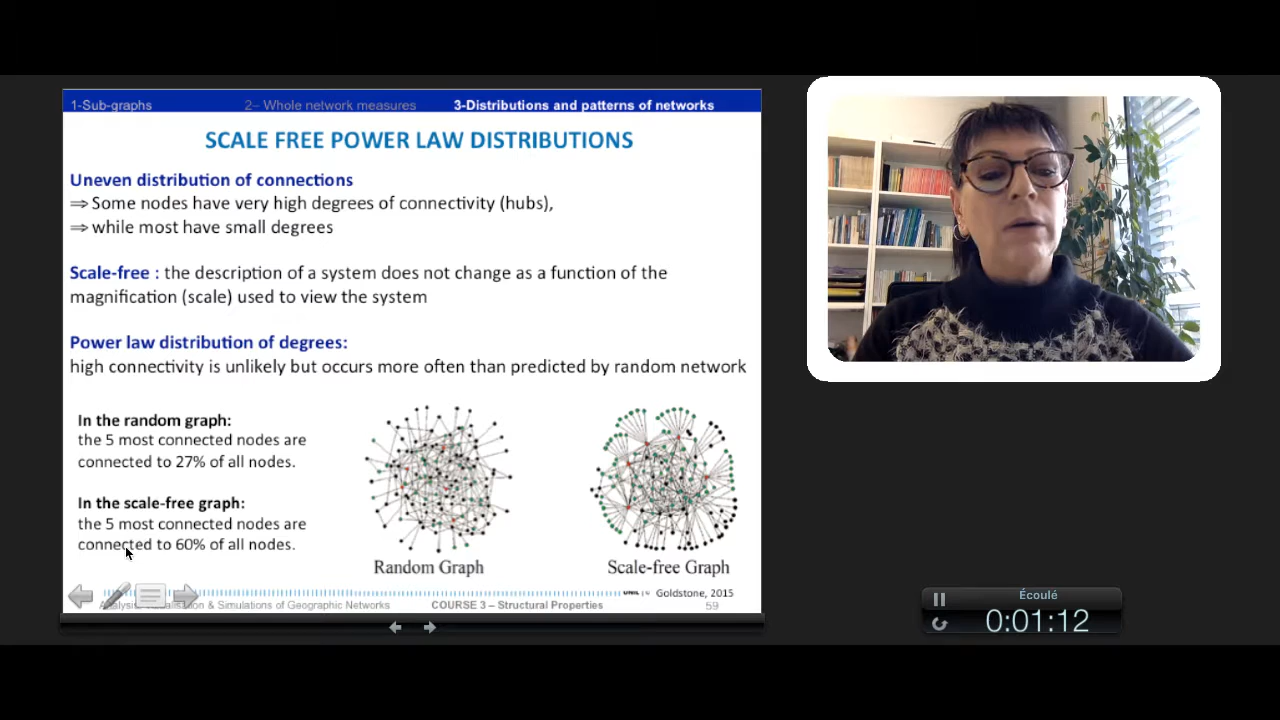 1-Sub-graphs 2– Whole network measures 3-Distributions and patterns of networks
SCALE FREE POWER LAW DISTRIBUTIONS
Uneven distribution of connections
⇒ Some nodes have very high degrees of connectivity (hubs),
⇒ while most have small degrees
Scale-free : the description of a system does not change as a function of the
magnification (scale) used to view the system
Power law distribution of degrees:
high connectivity is unlikely but occurs more often than predicted by random network
In the random graph:
the 5 most connected nodes are
connected to 27% of all nodes.
In the scale-free graph:
the 5 most connected nodes are
connected to 60% of all nodes.
Random Graph
Scale-free Graph
Goldstone, 2015
& Simulations of Geographic Networks COURSE 3 – Structural Properties 59
Écoulé
0:01:12